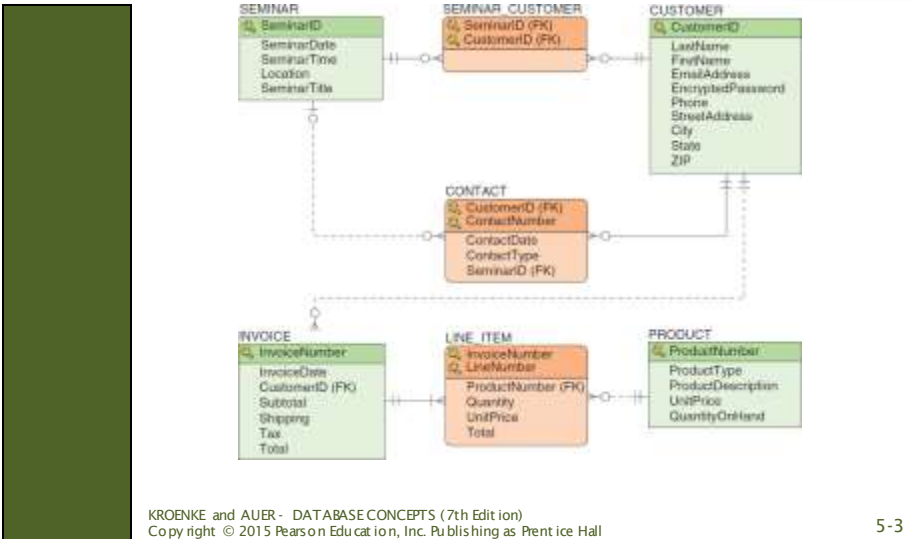 SEMINAR
SeminarID
SeminarDate
SeminarTime
Location
SeminarTitle
SEMINAR_CUSTOMER
SeminarID (FK)
CustomerID (FK)
CUSTOMER
CustomerID
LastName
FirstName
EmailAddress
EncryptedPassword
Phone
StreetAddress
City
State
ZIP
CONTACT
CustomerID (FK)
ContactNumber
ContactDate
ContactType
SeminarID (FK)
INVOICE
InvoiceNumber
InvoiceDate
CustomerID (FK)
Subtotal
Shipping
Tax
Total
LINE_ITEM
InvoiceNumber
LineNumber
ProductNumber (FK)
Quantity
UnitPrice
Total
PRODUCT
ProductNumber
ProductType
ProductDescription
UnitPrice
QuantityOnHand
KROENKE and AUER - DATABASE CONCEPTS (7th Edition)
Copyright © 2015 Pearson Education, Inc. Publishing as Prentice Hall
5-3